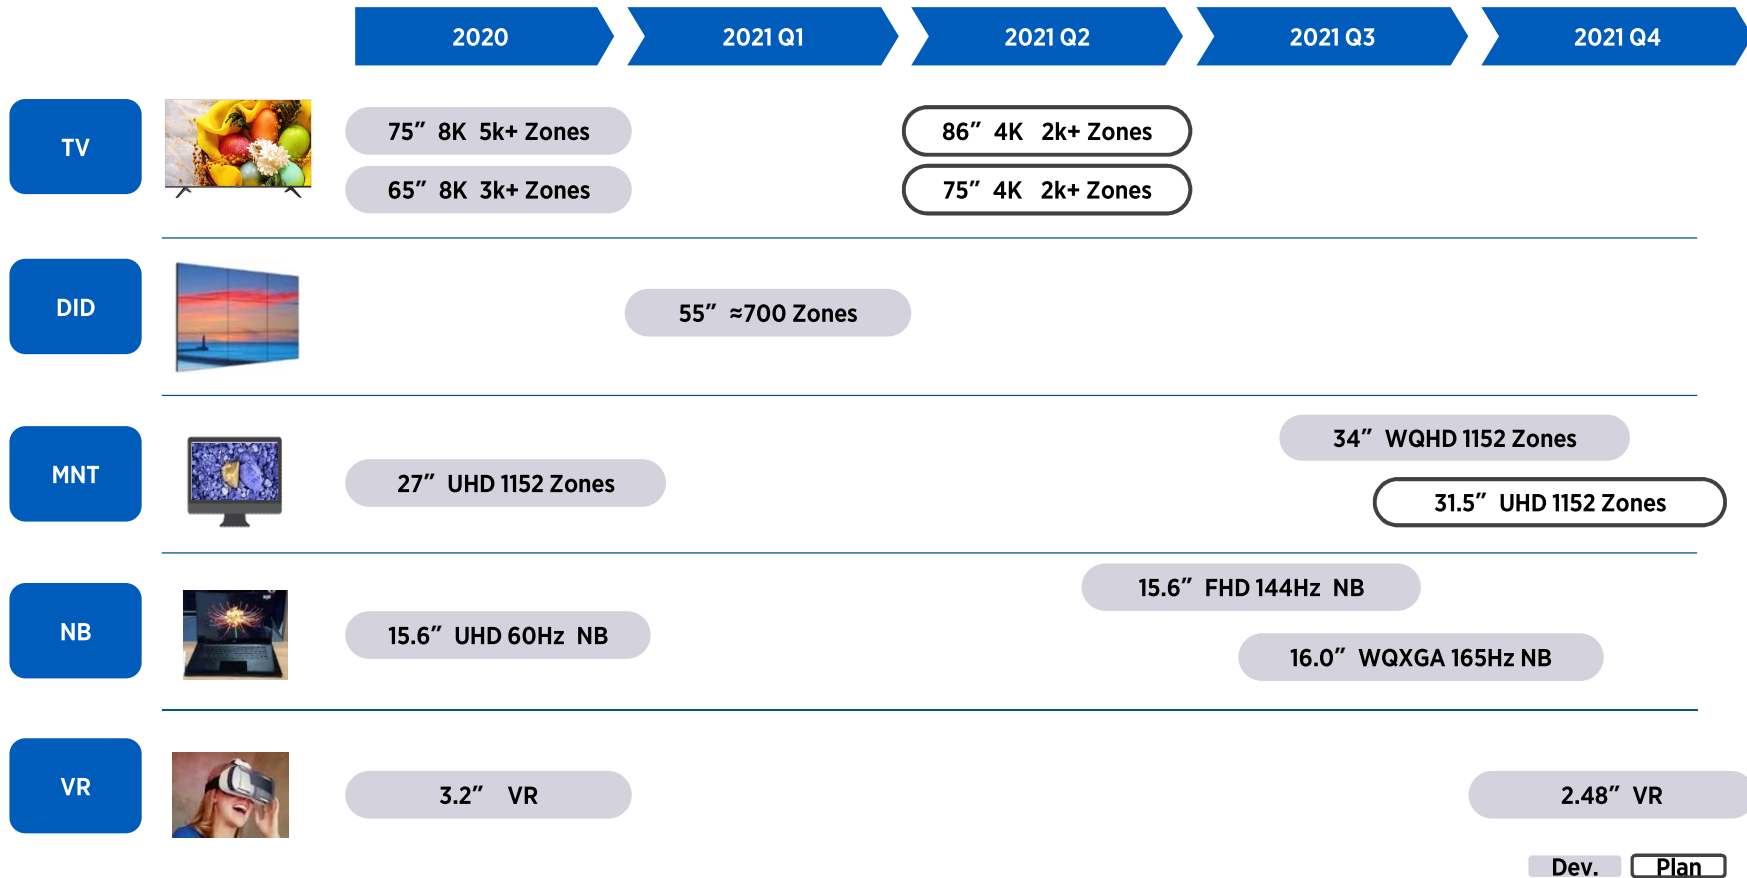 2020
2021 Q1
2021 Q2
2021 Q3
2021 Q4
TV
75″ 8K 5k+ Zones
86″ 4K 2k+ Zones
65″ 8K 3k+ Zones
75″ 4K 2k+ Zones
DID
55″ ≈700 Zones
MNT
34″ WQHD 1152 Zones
27″ UHD 1152 Zones
31.5″ UHD 1152 Zones
NB
15.6″ FHD 144Hz NB
15.6″ UHD 60Hz NB
16.0″ WQXGA 165Hz NB
VR
3.2″ VR
2.48″ VR
Dev.
Plan